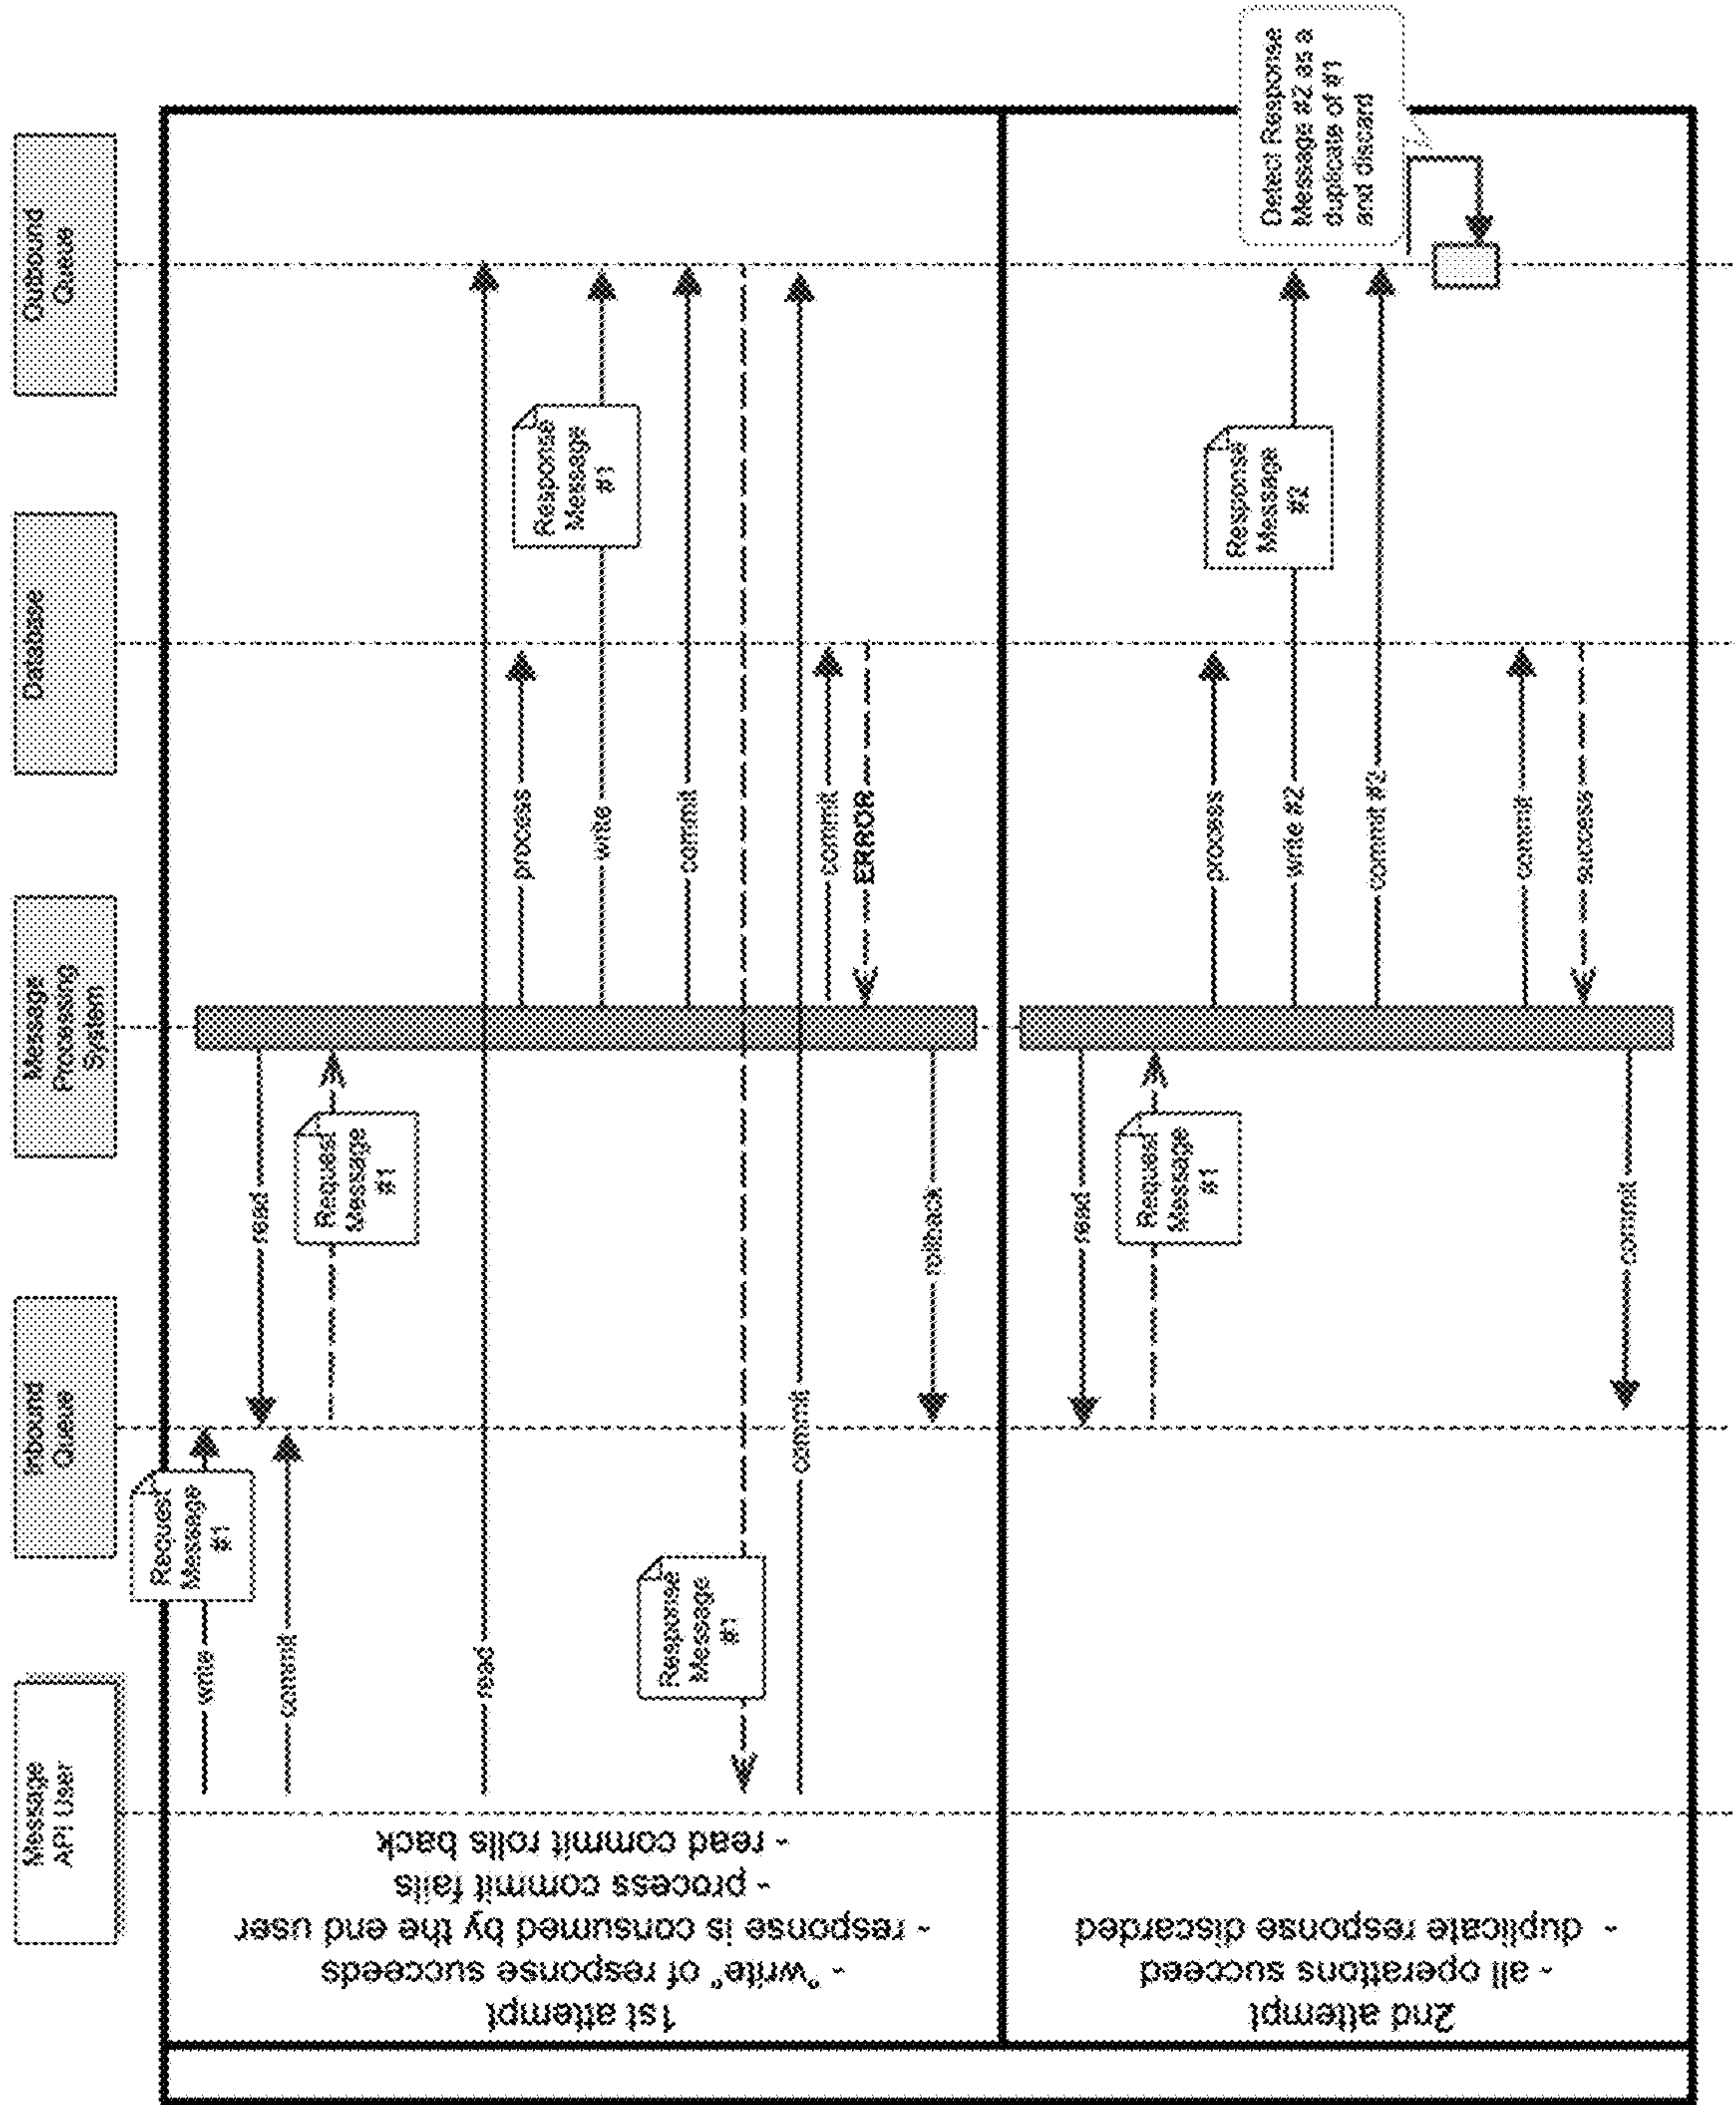 Message
API User
Inbound
Queue
Message
Processing
System
Database
Outbound
Queue
1st attempt
- "write" of response succeeds
- response is consumed by the end user
- process commit fails
- read commit rolls back
write
Request
Message
#1
commit
read
Request
Message
#1
read
process
write
Response
Message
#1
commit
Response
Message
#1
commit
commit
ERROR
rollback
2nd attempt
- all operations succeed
- duplicate response discarded
read
Request
Message
#1
process
write #2
Response
Message
#2
commit #2
Detect Response
Message #2 as a
duplicate of #1
and discard
commit
success
commit